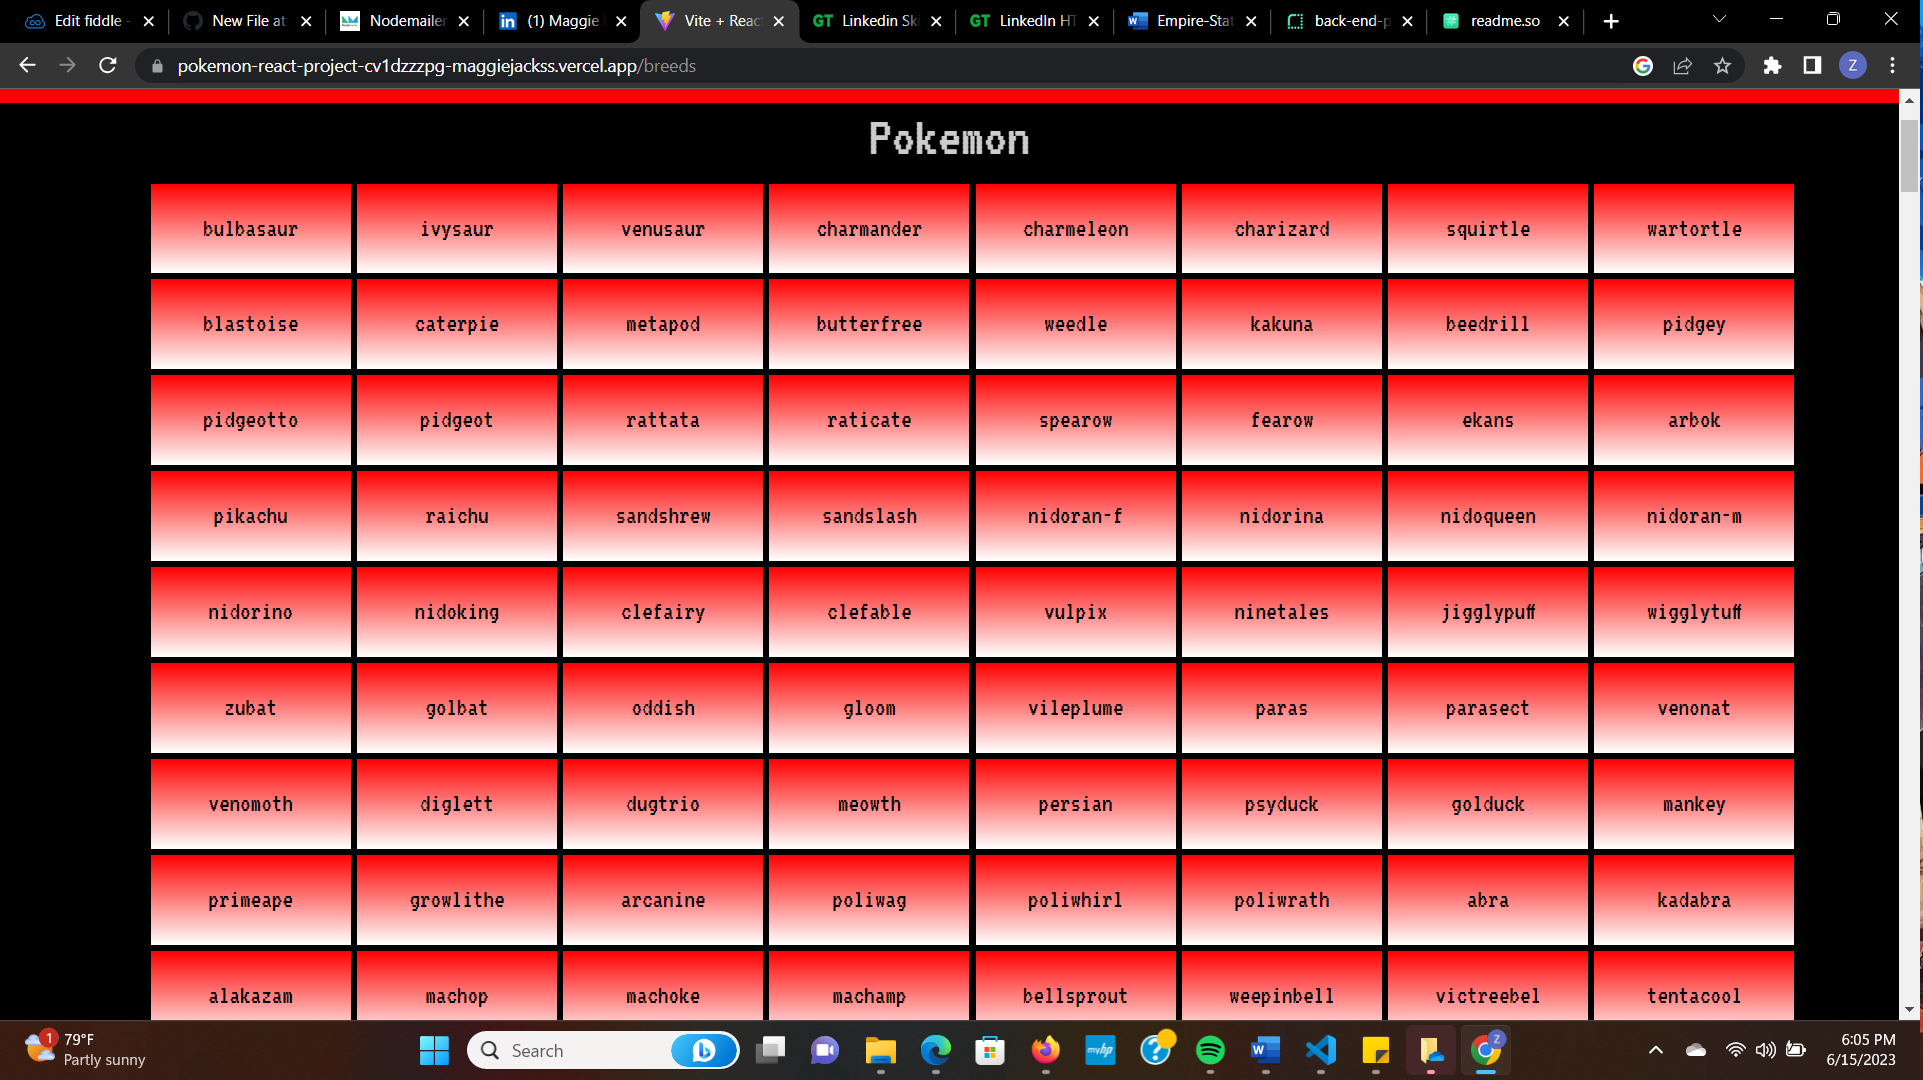 Edit fiddle - New File at Nodemailer (1) Maggie Vite + Reac Linkedin Ski LinkedIn HT Empire-Stat back-end-p readme.so
pokemon-react-project-cv1dzzzpg-maggiejackss.vercel.app/breeds
Pokemon
bulbasaur ivysaur venusaur charmander charmeleon charizard squirtle wartortle
blastoise caterpie metapod butterfree weedle kakuna beedrill pidgey
pidgeotto pidgeot rattata raticate spearow fearow ekans arbok
pikachu raichu sandshrew sandslash nidoran-f nidorina nidoqueen nidoran-m
nidorino nidoking clefairy clefable vulpix ninetales jigglypuff wigglytuff
zubat golbat oddish gloom vileplume paras parasect venonat
venomoth diglett dugtrio meowth persian psyduck golduck mankey
primeape growlithe arcanine poliwag poliwhirl poliwrath abra kadabra
alakazam machop machoke machamp bellsprout weepinbell victreebel tentacool
1 79°F
Partly sunny
Search
myhp
6:05 PM
6/15/2023